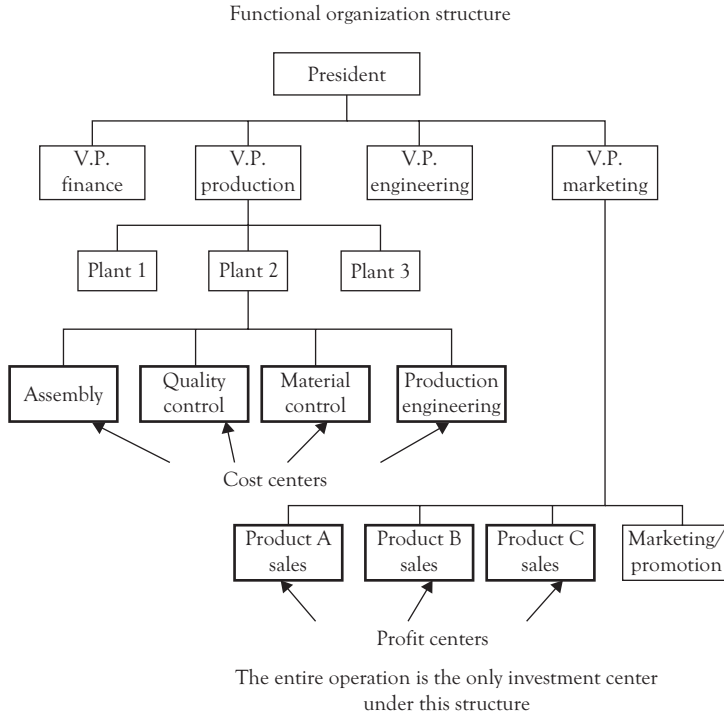 Functional organization structure
President
V.P.
finance
V.P.
production
V.P.
engineering
V.P.
marketing
Plant 1
Plant 2
Plant 3
Assembly
Quality
control
Material
control
Production
engineering
Cost centers
Product A
sales
Product B
sales
Product C
sales
Marketing/
promotion
Profit centers
The entire operation is the only investment center
under this structure